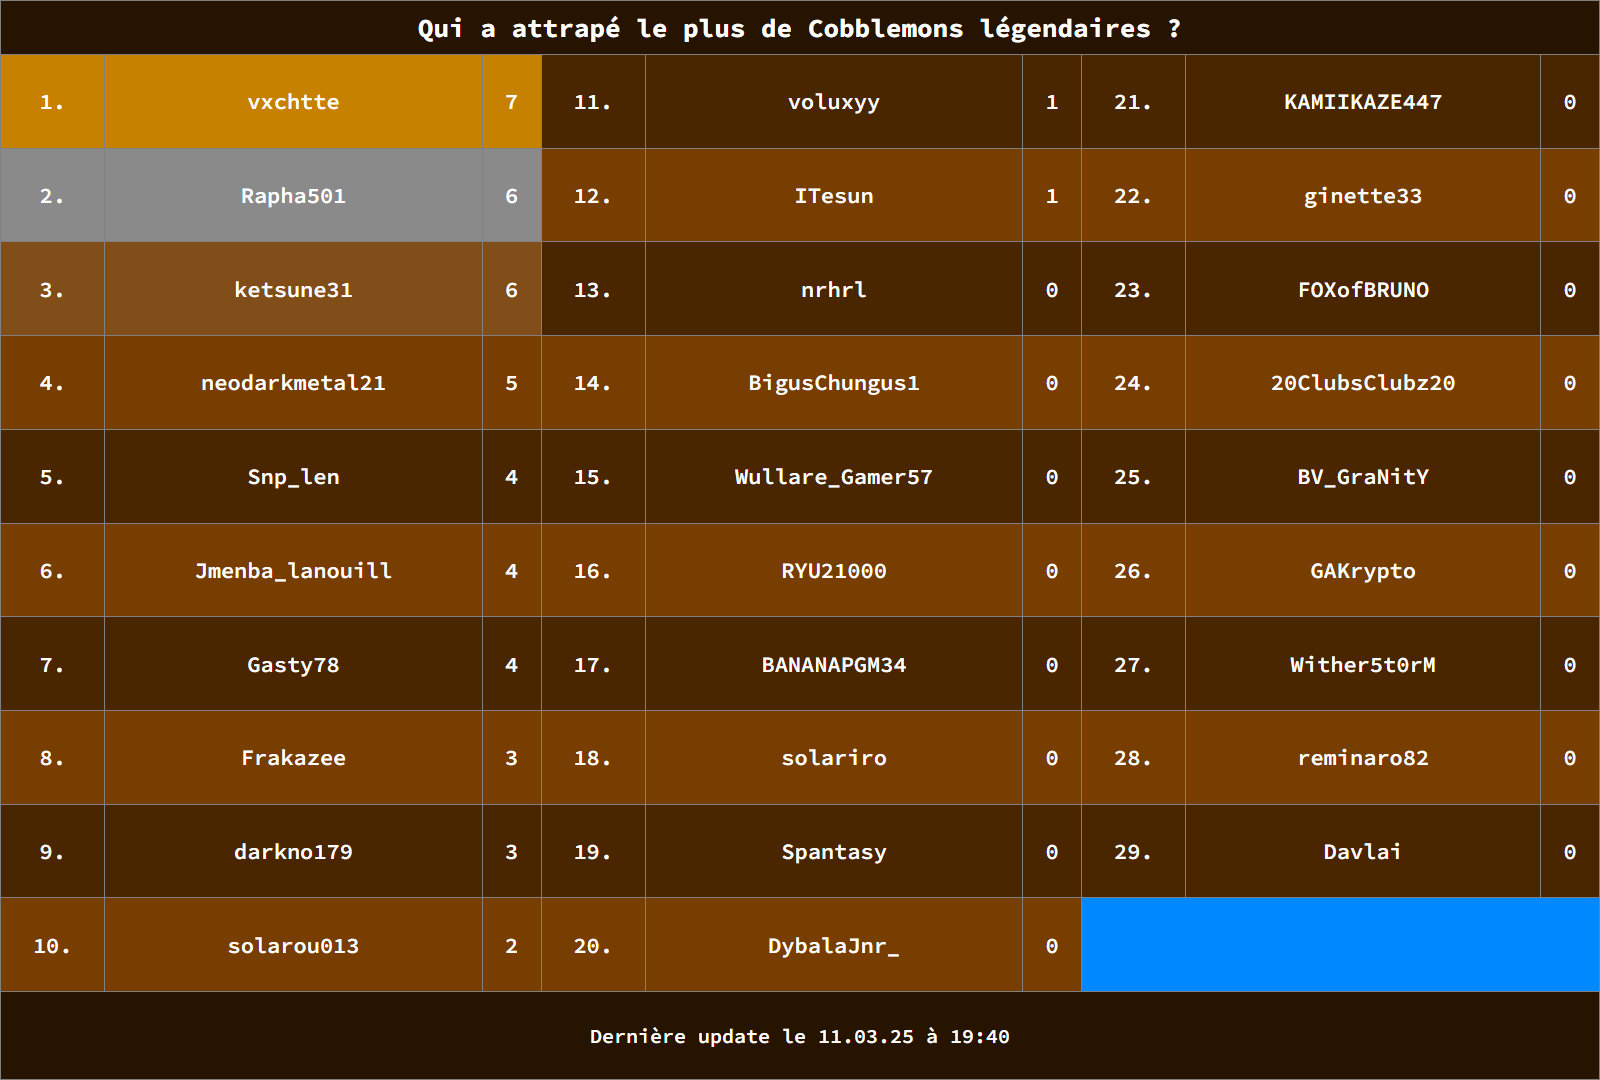 Qui a attrapé le plus de Cobblemons légendaires ?
1. vxchtte 7 11. voluxyy 1 21. KAMIIKAZE447 0
2. Rapha501 6 12. ITesun 1 22. ginette33 0
3. ketsune31 6 13. nrhrl 0 23. FOXofBRUNO 0
4. neodarkmetal21 5 14. BigusChungus1 0 24. 20ClubsClubz20 0
5. Snp_len 4 15. Wullare_Gamer57 0 25. BV_GraNitY 0
6. Jmenba_lanouill 4 16. RYU21000 0 26. GAKrypto 0
7. Gasty78 4 17. BANANAPGM34 0 27. Wither5t0rM 0
8. Frakazee 3 18. solariro 0 28. reminaro82 0
9. darkno179 3 19. Spantasy 0 29. Davlai 0
10. solarou013 2 20. DybalaJnr_ 0
Dernière update le 11.03.25 à 19:40